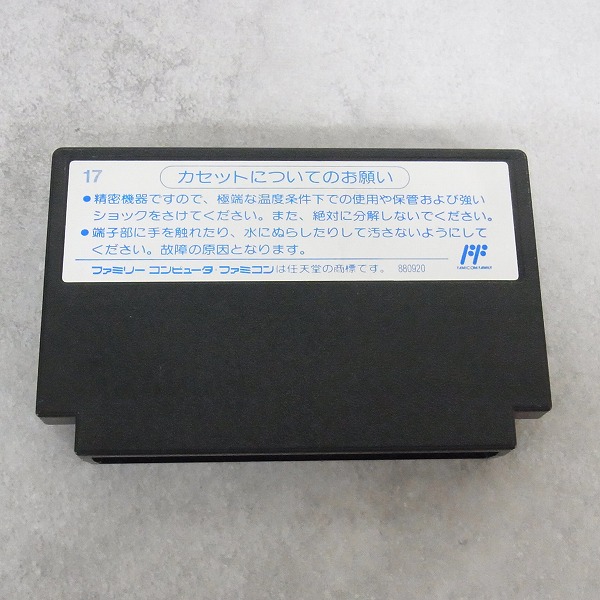 17
カセットについてのお願い
●精密機器ですので、極端な温度条件下での使用や保管および強い
ショックをさけてください。また、絶対に分解しないでください。
●端子部に手を触れたり、水にぬらしたりして汚さないようにして
ください。故障の原因となります。
FF
FAMICOM FAMILY
ファミリーコンピュータ・ファミコンは任天堂の商標です。 880920